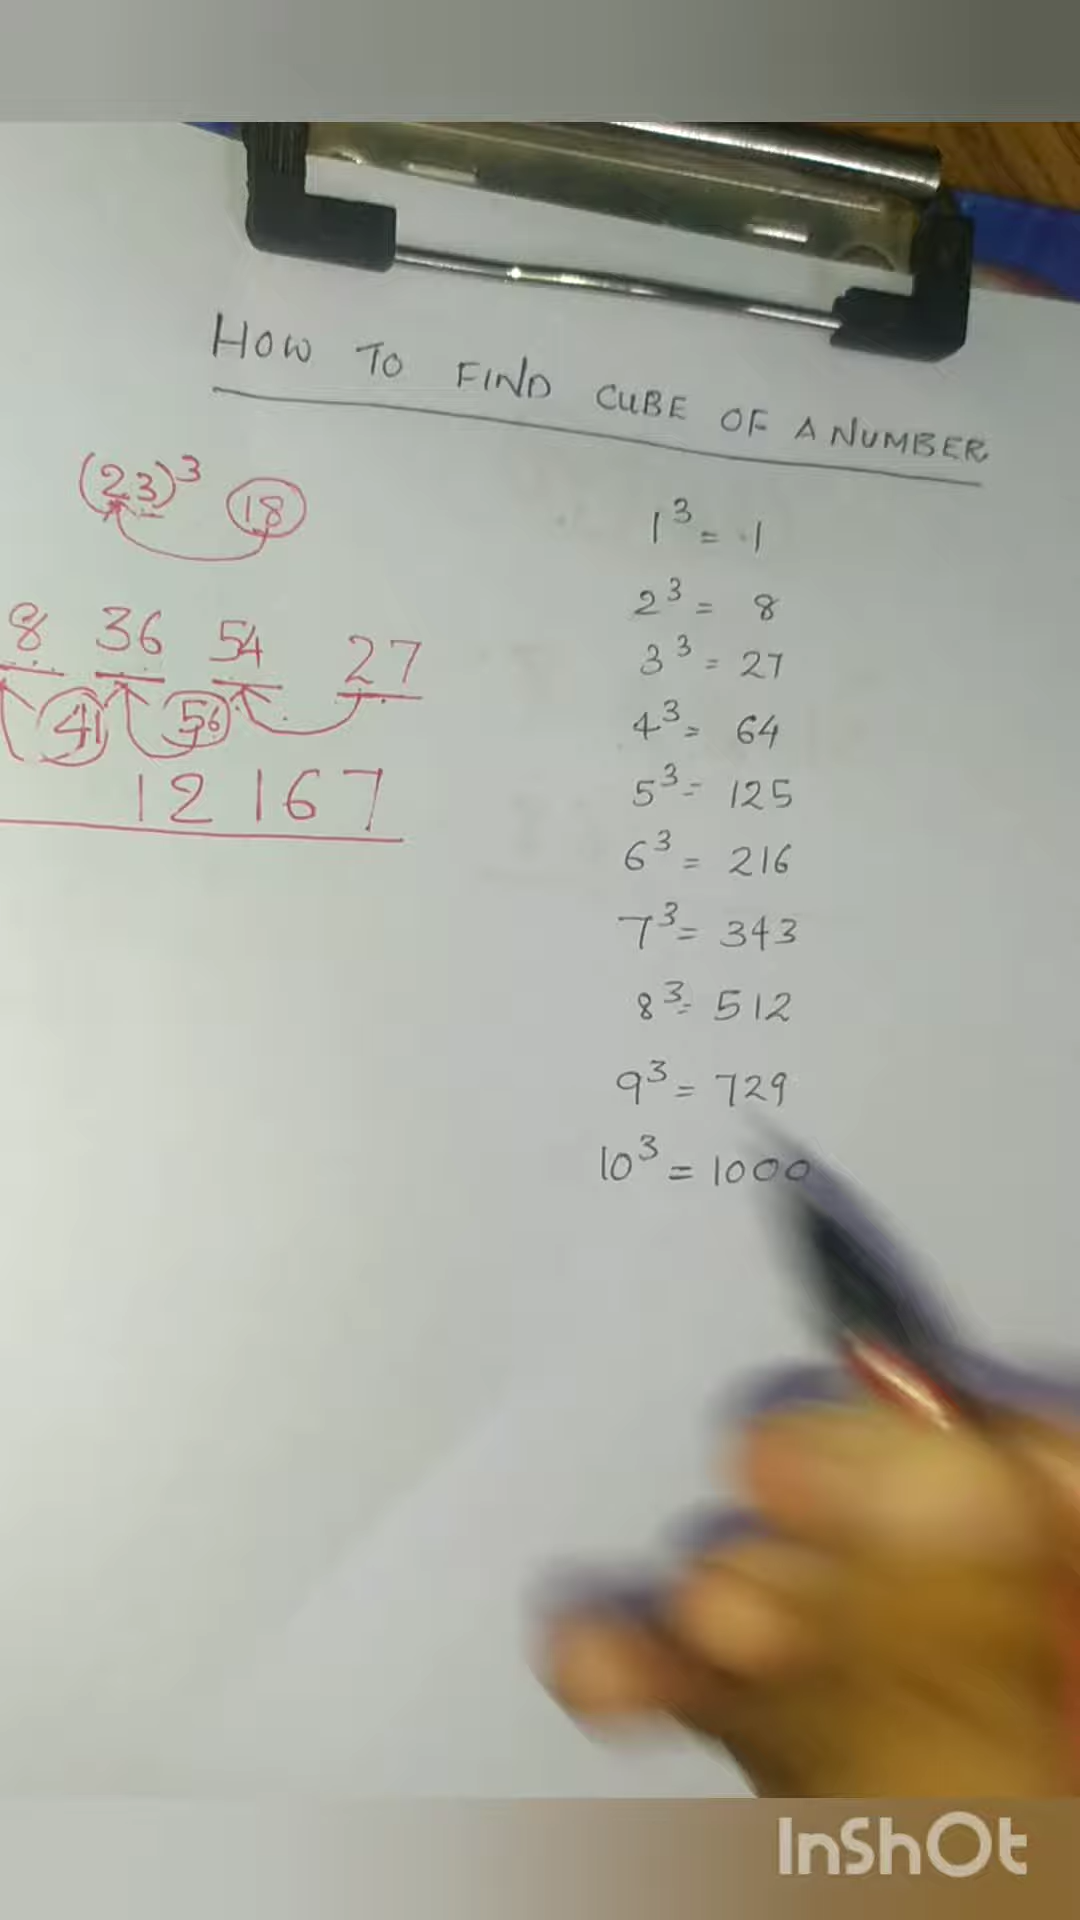 HOW TO FIND CUBE OF A NUMBER
(23)³ 18
8 36 54 27
41 56
12167
1³ = 1
2³ = 8
3³ = 27
4³ = 64
5³ = 125
6³ = 216
7³ = 343
8³ = 512
9³ = 729
10³ = 1000
InShOt